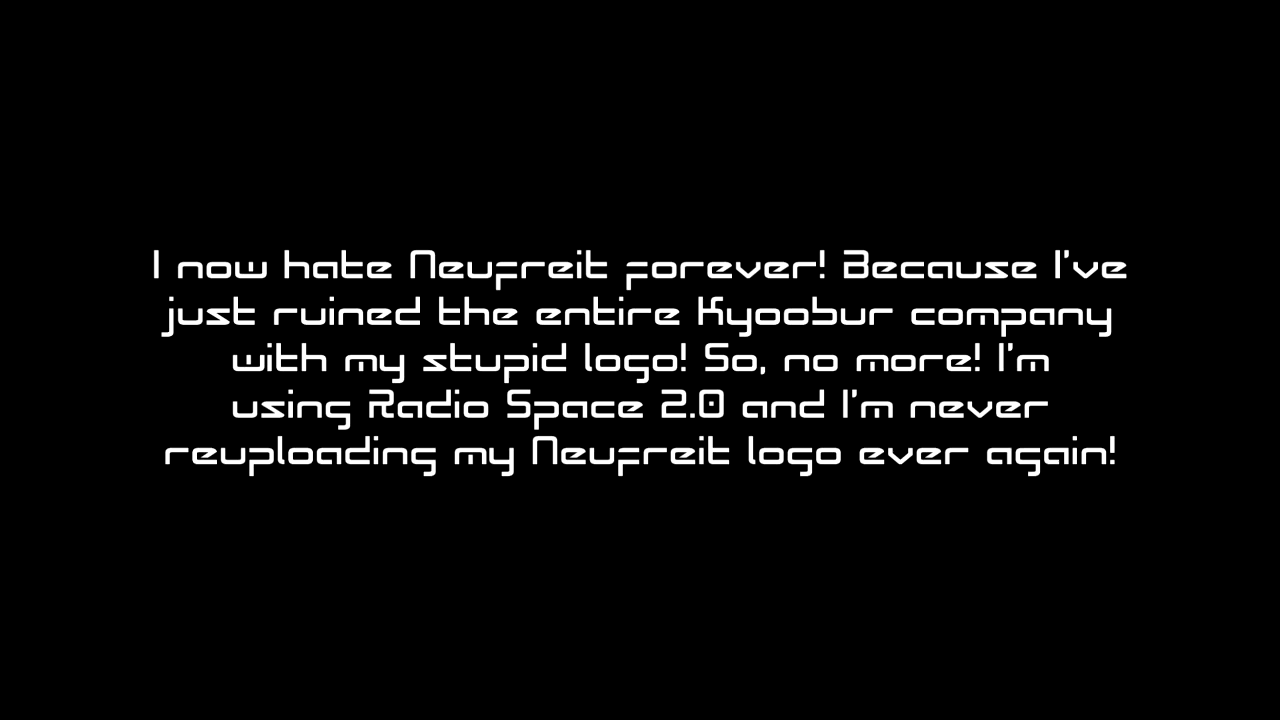 I now hate Neufreit forever! Because I've
just ruined the entire Kyoobur company
with my stupid logo! So, no more! I'm
using Radio Space 2.0 and I'm never
reuploading my Neufreit logo ever again!